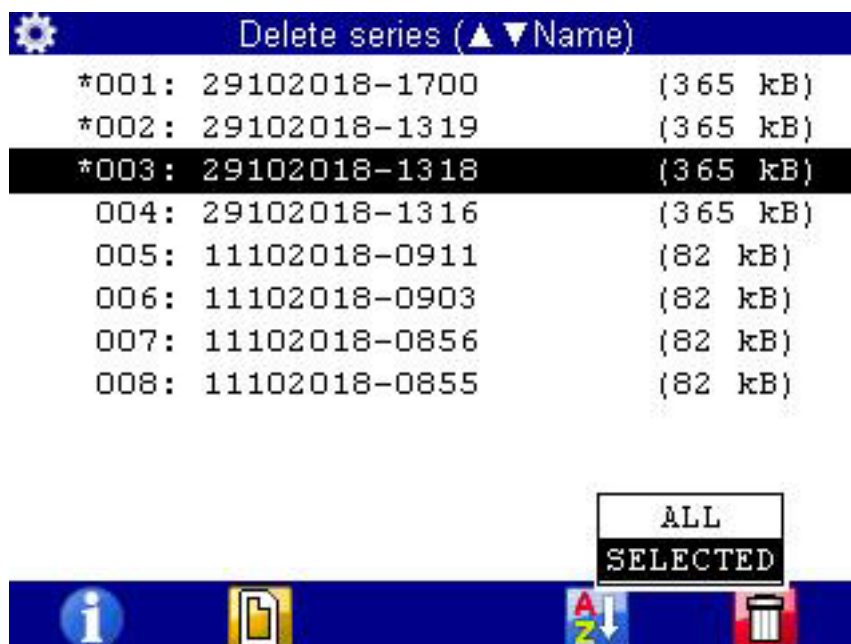 Delete series (▲▼Name)
*001: 29102018-1700 (365 kB)
*002: 29102018-1319 (365 kB)
*003: 29102018-1318 (365 kB)
004: 29102018-1316 (365 kB)
005: 11102018-0911 (82 kB)
006: 11102018-0903 (82 kB)
007: 11102018-0856 (82 kB)
008: 11102018-0855 (82 kB)
ALL
SELECTED
i
A
Z